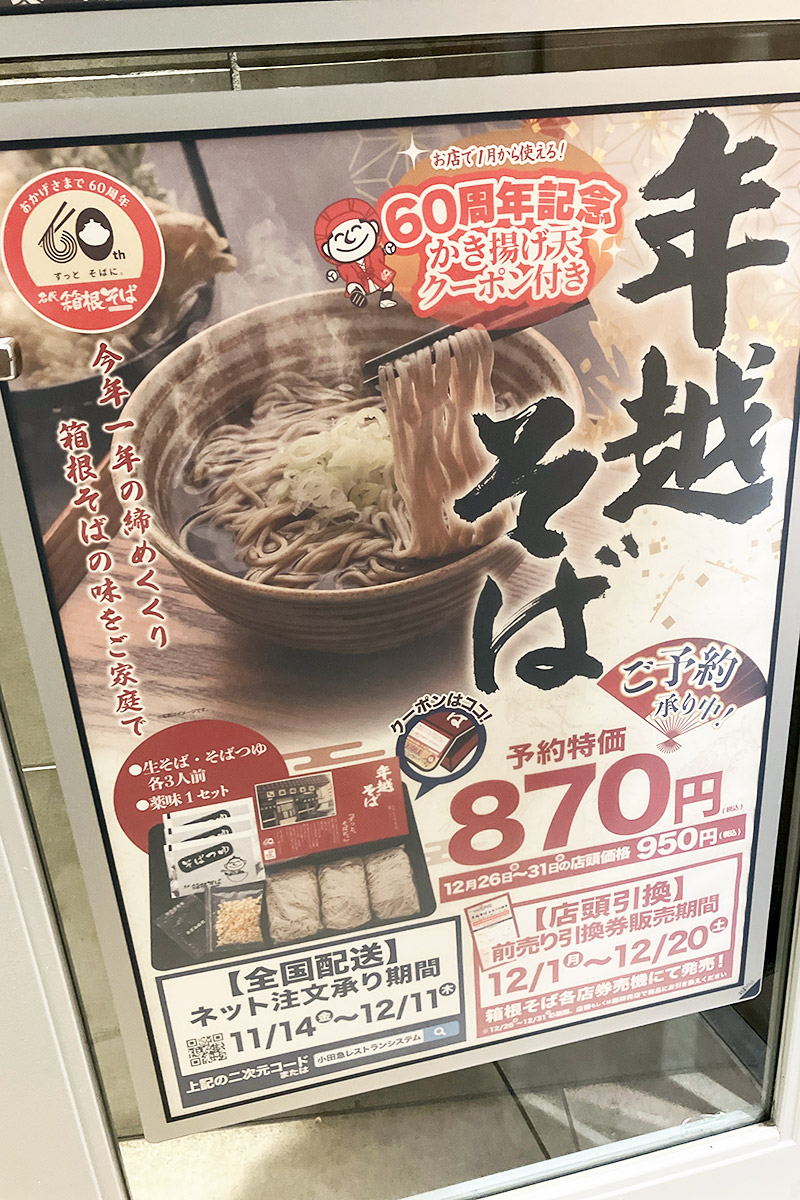 年越
そば
お店で1月から使える!
60周年記念
かき揚げ天
クーポン付き
おかげさまで60周年
60th
ずっと そばに。
名代 箱根そば
今年一年の締めくくり
箱根そばの味をご家庭で
ご予約
承り中!
クーポンはココ!
●生そば・そばつゆ
各3人前
●薬味1セット
年越そば
そばつゆ
予約特価
870円(税込)
12月26日～31日の店頭価格 950円(税込)
【全国配送】
ネット注文承り期間
11/14金～12/11木
上記の二次元コード
または
小田急レストランシステム
【店頭引換】
前売り引換券販売期間
12/1月～12/20土
箱根そば各店券売機にて発売!